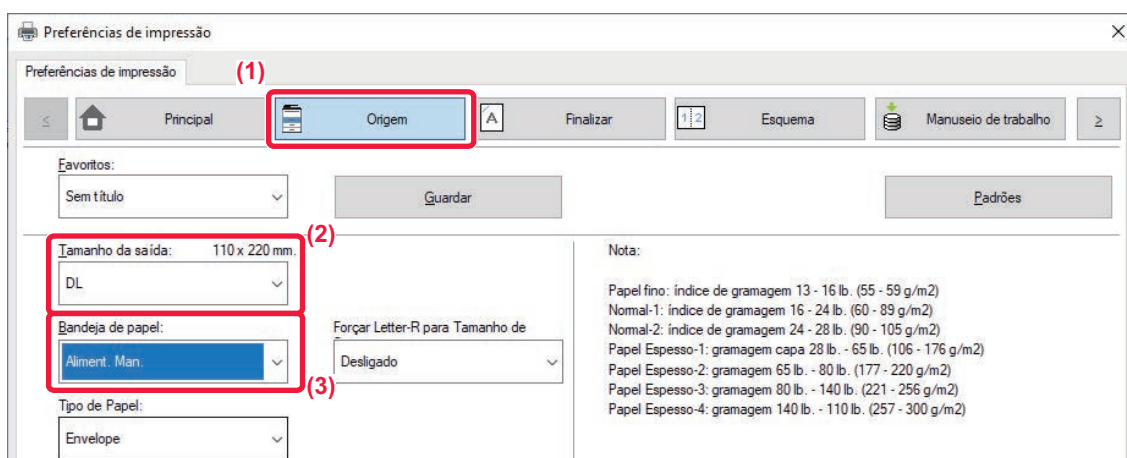 Preferências de impressão
Preferências de impressão
(1)
≤
Principal
Origem
A
Finalizar
1 2
Esquema
Manuseio de trabalho
≥
Favoritos:
Sem título
Guardar
Padrões
(2)
Tamanho da saída: 110 x 220 mm.
DL
Bandeja de papel:
Aliment. Man.
(3)
Forçar Letter-R para Tamanho de
Desligado
Tipo de Papel:
Envelope
Nota:
Papel fino: índice de gramagem 13 - 16 lb. (55 - 59 g/m2)
Normal-1: índice de gramagem 16 - 24 lb. (60 - 89 g/m2)
Normal-2: índice de gramagem 24 - 28 lb. (90 - 105 g/m2)
Papel Espesso-1: gramagem capa 28 lb. - 65 lb. (106 - 176 g/m2)
Papel Espesso-2: gramagem 65 lb. - 80 lb. (177 - 220 g/m2)
Papel Espesso-3: gramagem 80 lb. - 140 lb. (221 - 256 g/m2)
Papel Espesso-4: gramagem 140 lb. - 110 lb. (257 - 300 g/m2)